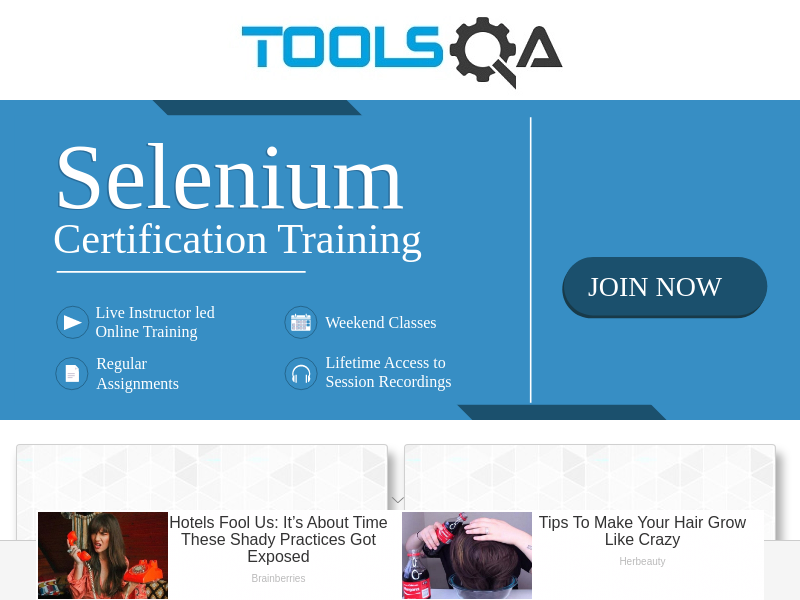 TOOLSQA
Selenium
Certification Training
JOIN NOW
Live Instructor led
Online Training
Weekend Classes
Regular
Assignments
Lifetime Access to
Session Recordings
Hotels Fool Us: It’s About Time
These Shady Practices Got
Exposed
Brainberries
Tips To Make Your Hair Grow
Like Crazy
Herbeauty